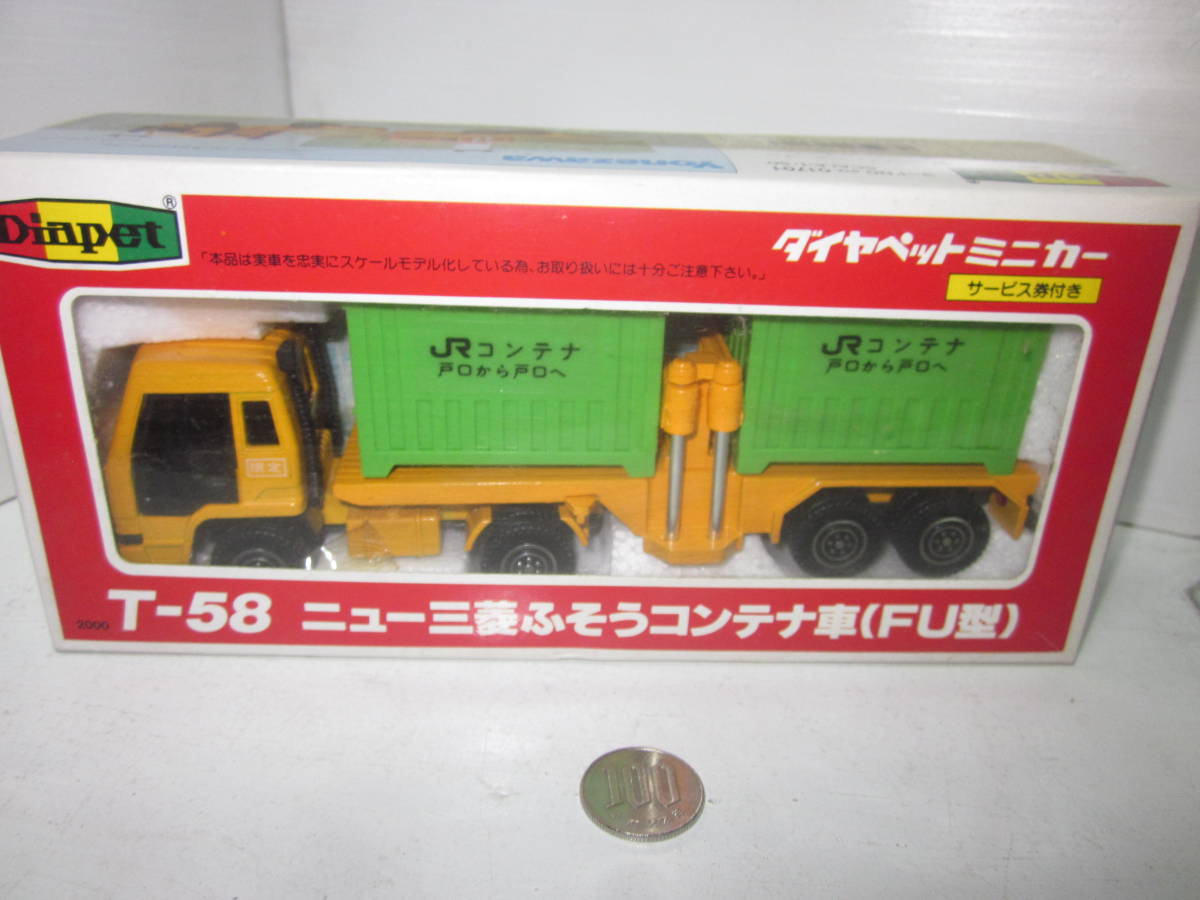 Yonezawa
Diapet®
ダイヤペットミニカー
「本品は実車を忠実にスケールモデル化している為、お取り扱いには十分ご注意下さい。」
サービス券付き
JRコンテナ
戸口から戸口へ
JRコンテナ
戸口から戸口へ
限定
2000
T-58 ニュー三菱ふそうコンテナ車(FU型)
100